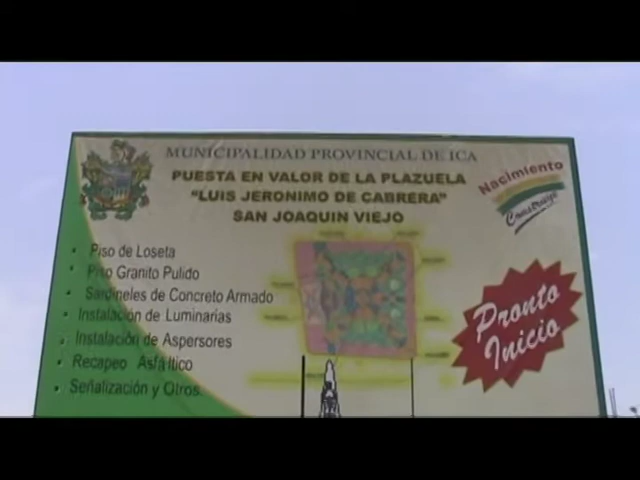 MUNICIPALIDAD PROVINCIAL DE ICA
PUESTA EN VALOR DE LA PLAZUELA
"LUIS JERONIMO DE CABRERA"
SAN JOAQUIN VIEJO
Nacimiento
Construye
• Piso de Loseta
• Piso Granito Pulido
• Sardineles de Concreto Armado
• Instalación de Luminarias
• Instalación de Aspersores
• Recapeo Asfáltico
• Señalización y Otros
Pronto
Inicio